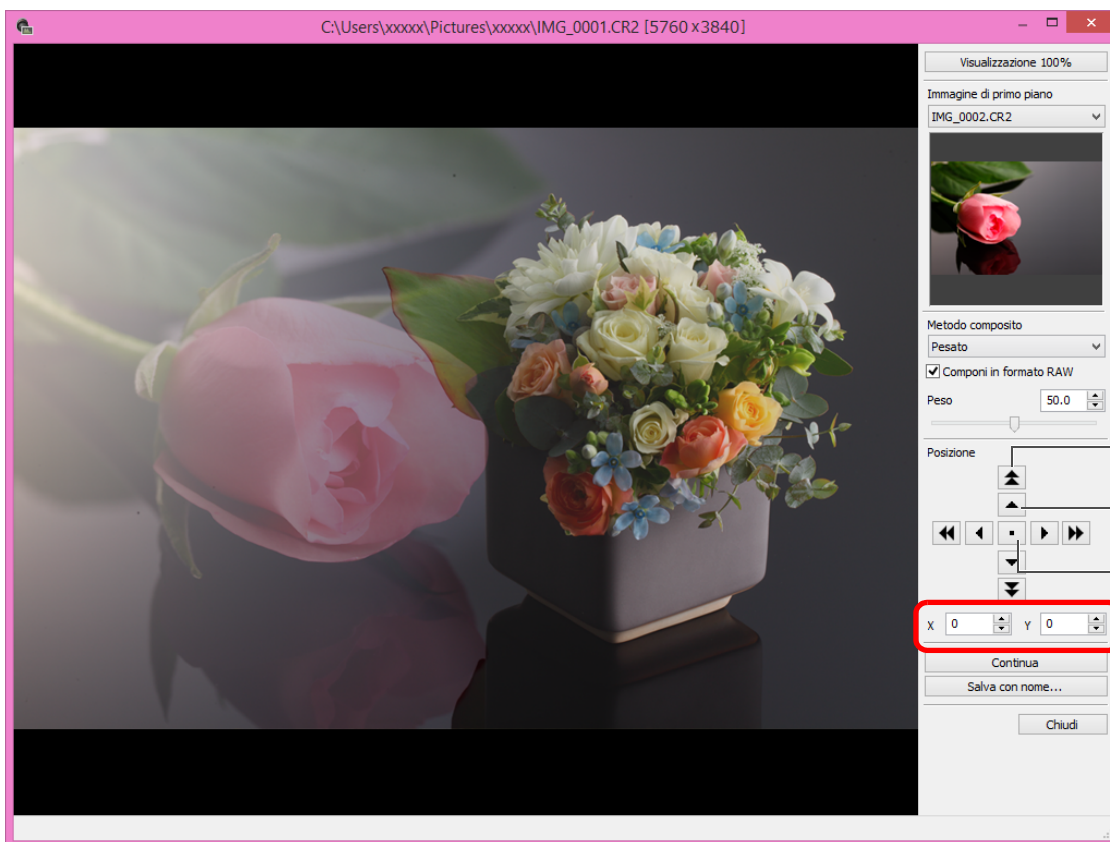 C:\Users\xxxxx\Pictures\xxxxx\IMG_0001.CR2 [5760 x3840]
Visualizzazione 100%
Immagine di primo piano
IMG_0002.CR2
Metodo composito
Pesato
Componi in formato RAW
Peso 50.0
Posizione
X 0 Y 0
Continua
Salva con nome...
Chiudi